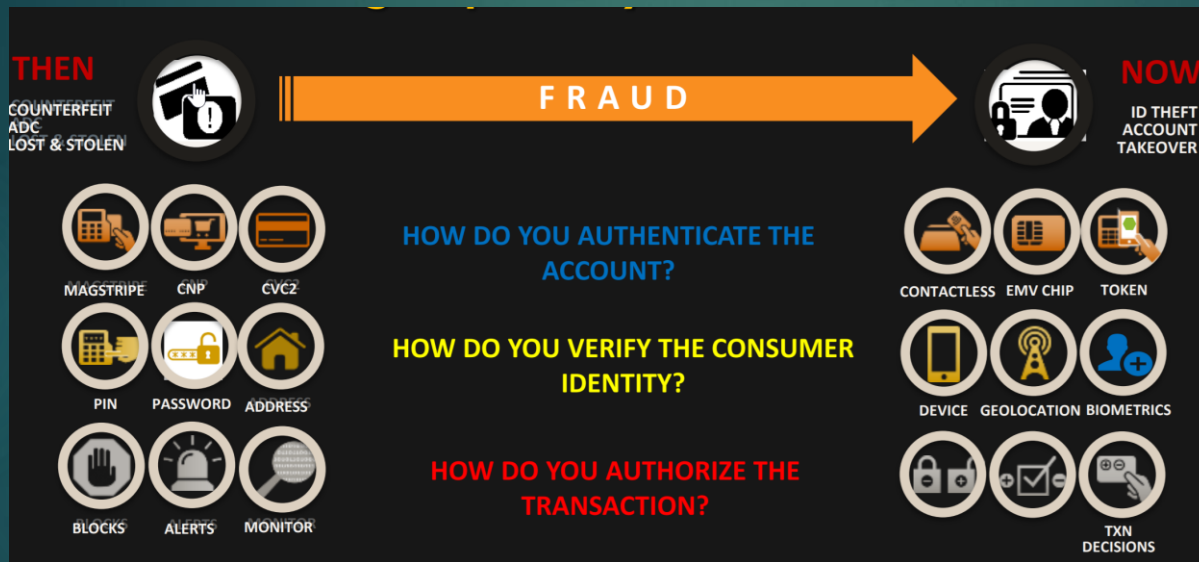 THEN
COUNTERFEIT
ADC
LOST & STOLEN
FRAUD
NOW
ID THEFT
ACCOUNT
TAKEOVER
MAGSTRIPE CNP CVC2
HOW DO YOU AUTHENTICATE THE
ACCOUNT?
CONTACTLESS EMV CHIP TOKEN
PIN PASSWORD ADDRESS
HOW DO YOU VERIFY THE CONSUMER
IDENTITY?
DEVICE GEOLOCATION BIOMETRICS
BLOCKS ALERTS MONITOR
HOW DO YOU AUTHORIZE THE
TRANSACTION?
TXN
DECISIONS